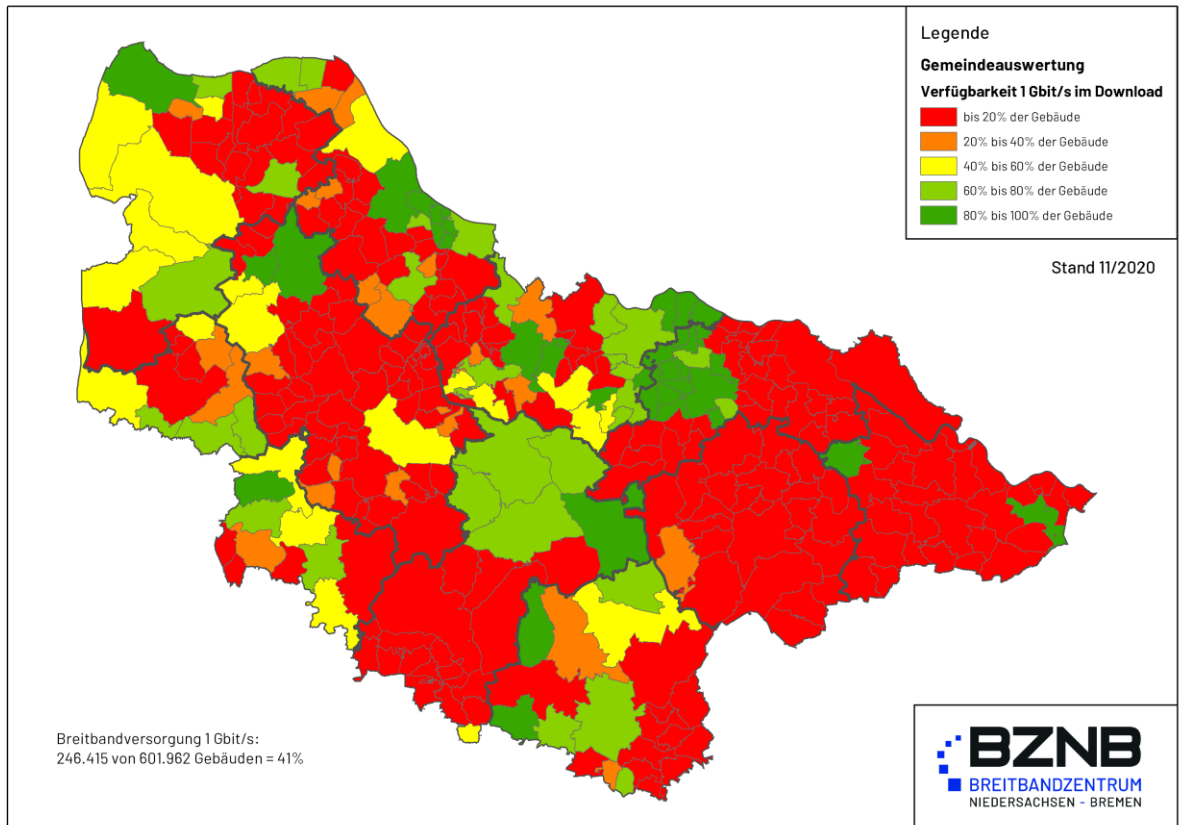 Legende
Gemeindeauswertung
Verfügbarkeit 1 Gbit/s im Download
bis 20% der Gebäude
20% bis 40% der Gebäude
40% bis 60% der Gebäude
60% bis 80% der Gebäude
80% bis 100% der Gebäude
Stand 11/2020
Breitbandversorgung 1 Gbit/s:
246.415 von 601.962 Gebäuden = 41%
BZNB
BREITBANDZENTRUM
NIEDERSACHSEN - BREMEN